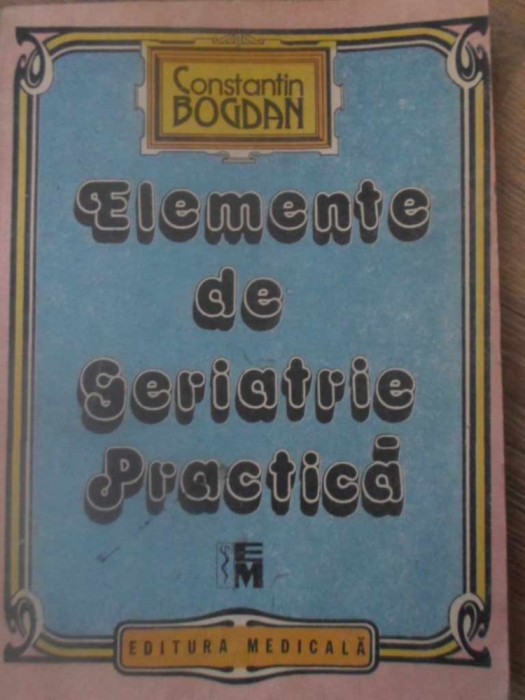 Constantin
BOGDAN
Elemente
de
Geriatrie
Practică
EM
EDITURA MEDICALĂ